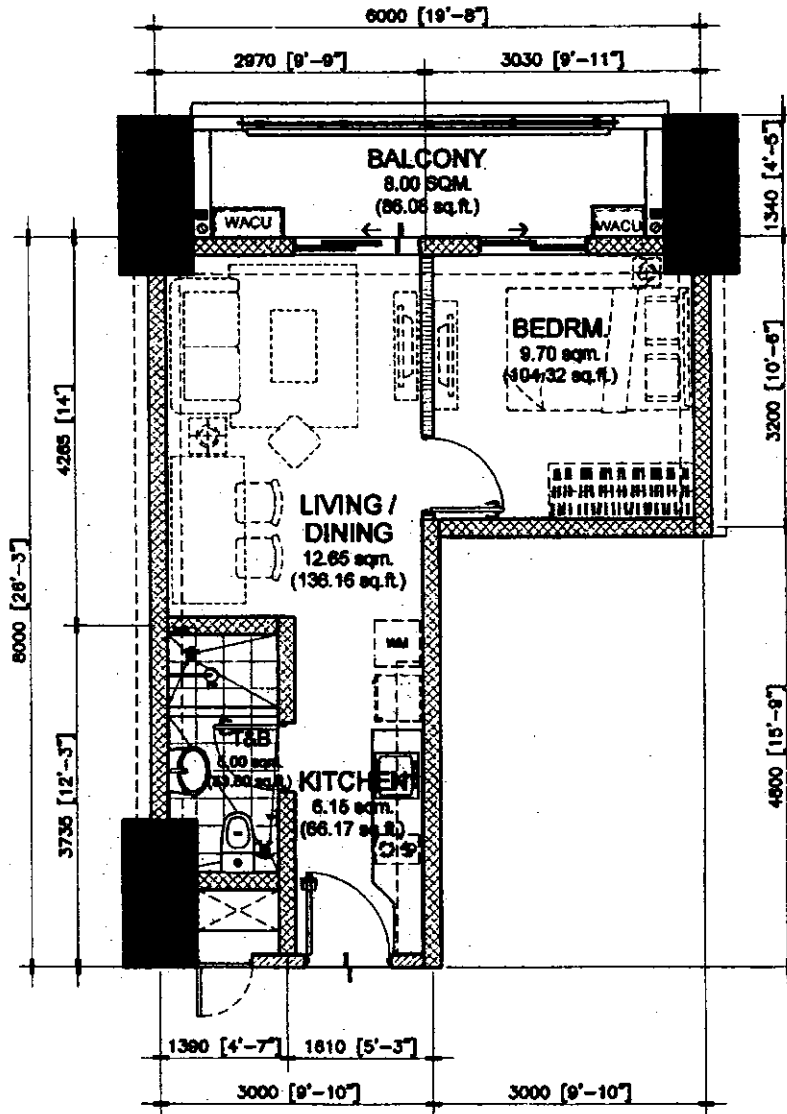 6000 [19'-8"]
2970 [9'-9"]
3030 [9'-11"]
BALCONY
8.00 SQM.
(86.08 sq.ft.)
1340 [4'-5"]
WACU
WACU
BEDRM.
9.70 sqm.
(104.32 sq.ft.)
3200 [10'-6"]
4265 [14']
LIVING /
DINING
12.65 sqm.
(136.16 sq.ft.)
8000 [26'-3"]
WM
T&B
KITCHEN
6.15 sqm.
(66.17 sq.ft.)
4800 [15'-9"]
3735 [12'-3"]
1390 [4'-7"]
1610 [5'-3"]
3000 [9'-10"]
3000 [9'-10"]